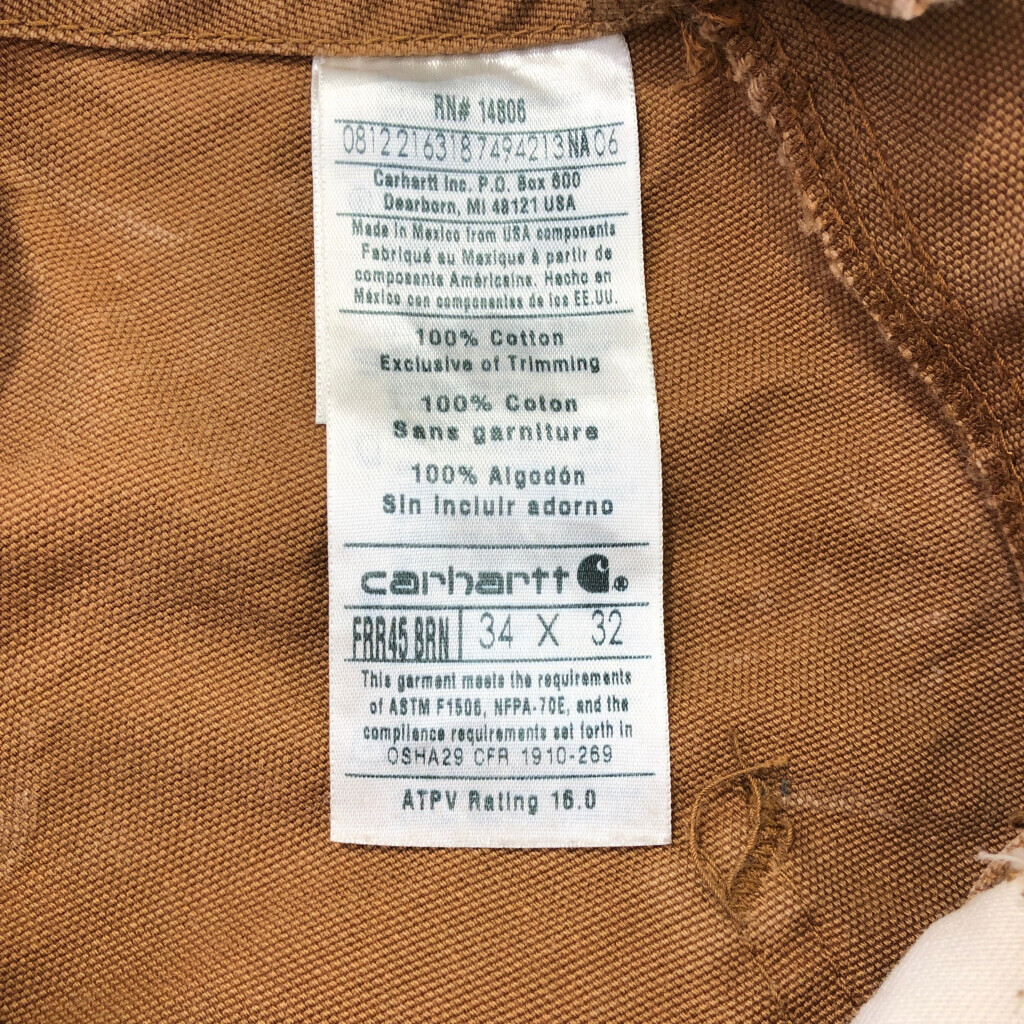 RN# 14806
08122163187494213 NA 06
Carhartt Inc. P.O. Box 600
Dearborn, MI 48121 USA
Made in Mexico from USA components
Fabriqué au Mexique à partir de
composants Américains. Hecho en
México con componentes de los EE.UU.
100% Cotton
Exclusive of Trimming
100% Coton
Sans garniture
100% Algodón
Sin incluir adorno
carhartt ®
FRR45 BRN 34 X 32
This garment meets the requirements
of ASTM F1506, NFPA-70E, and the
compliance requirements set forth in
OSHA29 CFR 1910-269
ATPV Rating 16.0